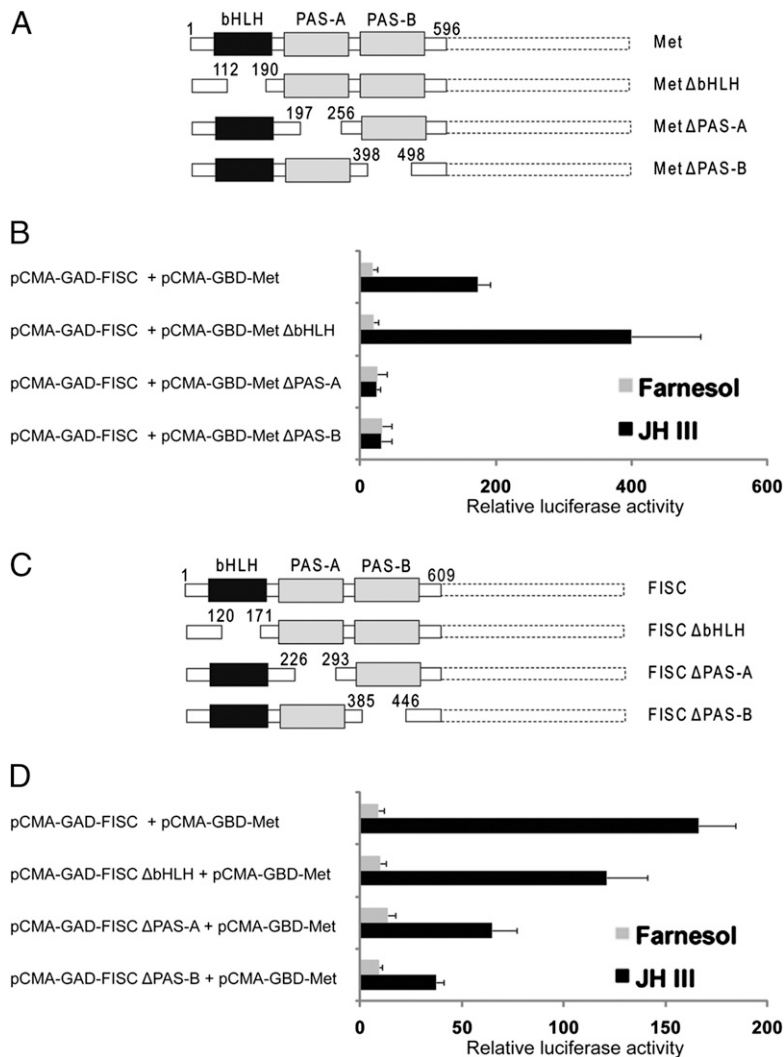 A
bHLH PAS-A PAS-B
1 596
Met
112 190
Met ΔbHLH
197 256
Met ΔPAS-A
398 498
Met ΔPAS-B
B
pCMA-GAD-FISC + pCMA-GBD-Met
pCMA-GAD-FISC + pCMA-GBD-Met ΔbHLH
pCMA-GAD-FISC + pCMA-GBD-Met ΔPAS-A
pCMA-GAD-FISC + pCMA-GBD-Met ΔPAS-B
Farnesol
JH III
0 200 400 600
Relative luciferase activity
C
bHLH PAS-A PAS-B
1 609
FISC
120 171
FISC ΔbHLH
226 293
FISC ΔPAS-A
385 446
FISC ΔPAS-B
D
pCMA-GAD-FISC + pCMA-GBD-Met
pCMA-GAD-FISC ΔbHLH + pCMA-GBD-Met
pCMA-GAD-FISC ΔPAS-A + pCMA-GBD-Met
pCMA-GAD-FISC ΔPAS-B + pCMA-GBD-Met
Farnesol
JH III
0 50 100 150 200
Relative luciferase activity